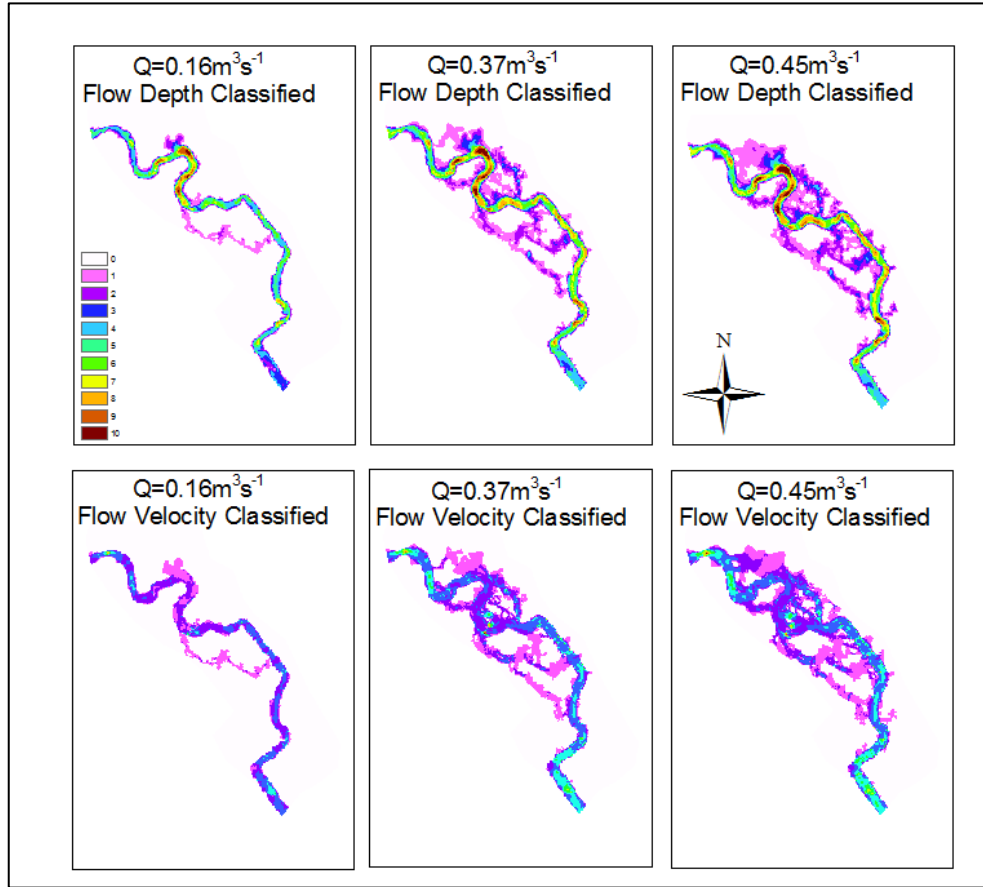 Q=0.16m³s⁻¹
Flow Depth Classified
Q=0.37m³s⁻¹
Flow Depth Classified
Q=0.45m³s⁻¹
Flow Depth Classified
0
1
2
3
4
5
6
7
8
9
10
N
Q=0.16m³s⁻¹
Flow Velocity Classified
Q=0.37m³s⁻¹
Flow Velocity Classified
Q=0.45m³s⁻¹
Flow Velocity Classified